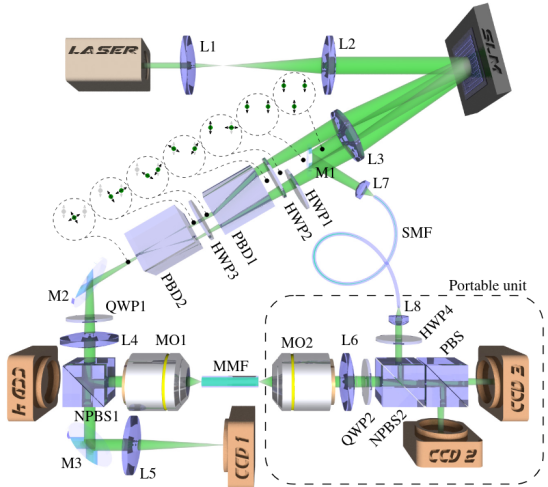 LASER
L1
L2
SLM
L3
M1
L7
HWP1
HWP2
PBD1
HWP3
PBD2
SMF
M2
QWP1
Portable unit
L4
L8
HWP4
PBS
MO1
MMF
MO2
L6
CCD 4
NPBS1
QWP2
NPBS2
CCD 3
M3
L5
CCD 1
CCD 2